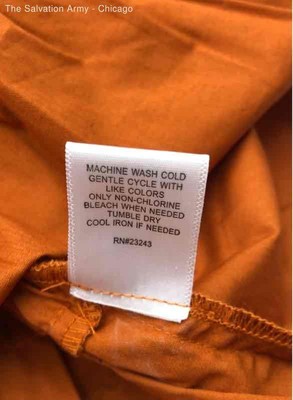 The Salvation Army - Chicago
MACHINE WASH COLD
GENTLE CYCLE WITH
LIKE COLORS
ONLY NON-CHLORINE
BLEACH WHEN NEEDED
TUMBLE DRY
COOL IRON IF NEEDED
RN#23243